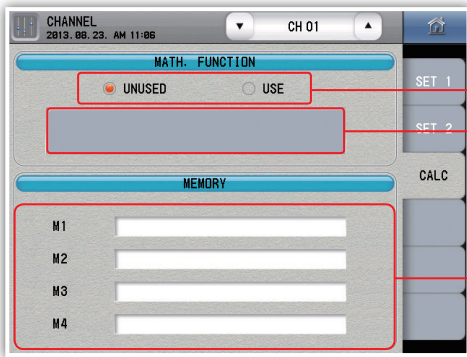 CHANNEL
2013.08.23. AM 11:06
▼ CH 01 ▲
MATH. FUNCTION
UNUSED USE
SET 1
SET 2
CALC
MEMORY
M1
M2
M3
M4